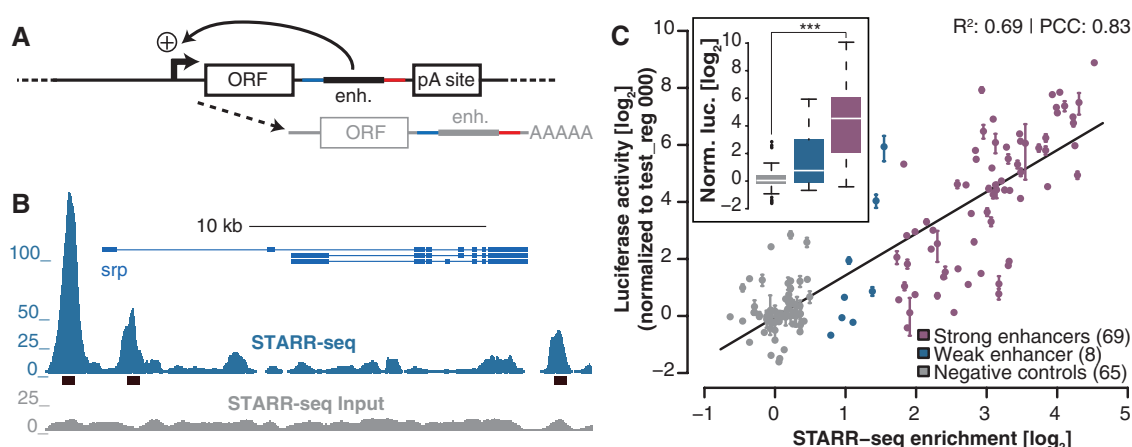 A
+
ORF
enh.
pA site
ORF
enh.
AAAAA
B
10 kb
srp
100_
50_
25_
0_
STARR-seq
25_
0_
STARR-seq Input
C
R²: 0.69 | PCC: 0.83
Luciferase activity [log₂]
(normalized to test_reg 000)
8
6
4
2
0
−2
Norm. luc. [log₂]
10
8
6
4
2
0
−2
***
Strong enhancers (69)
Weak enhancer (8)
Negative controls (65)
−1
0
1
2
3
4
5
STARR−seq enrichment [log₂]